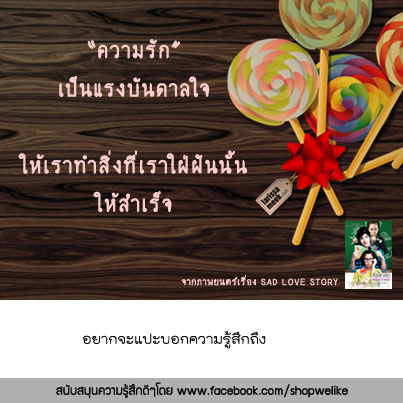 "ความรัก"
เป็นแรงบันดาลใจ
ให้เราทำสิ่งที่เราใฝ่ฝันนั้น
ให้สำเร็จ
larissa
จากภาพยนตร์เรื่อง SAD LOVE STORY
อยากจะแปะบอกความรู้สึกถึง
สนับสนุนความรู้สึกดีๆโดย www.facebook.com/shopwelike